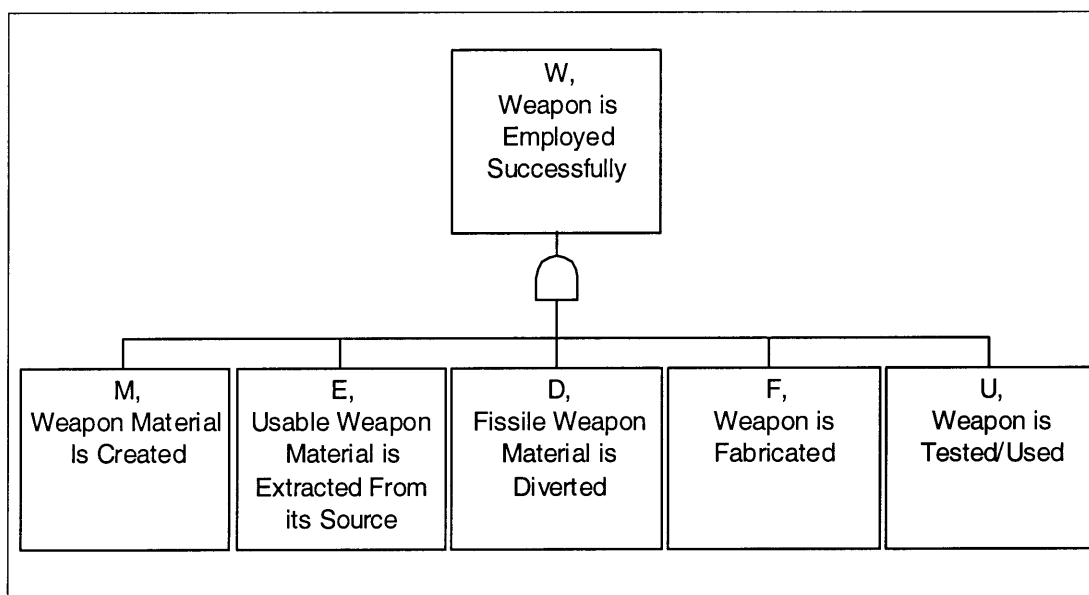 W,
Weapon is
Employed
Successfully
M,
Weapon Material
Is Created
E,
Usable Weapon
Material is
Extracted From
its Source
D,
Fissile Weapon
Material is
Diverted
F,
Weapon is
Fabricated
U,
Weapon is
Tested/Used